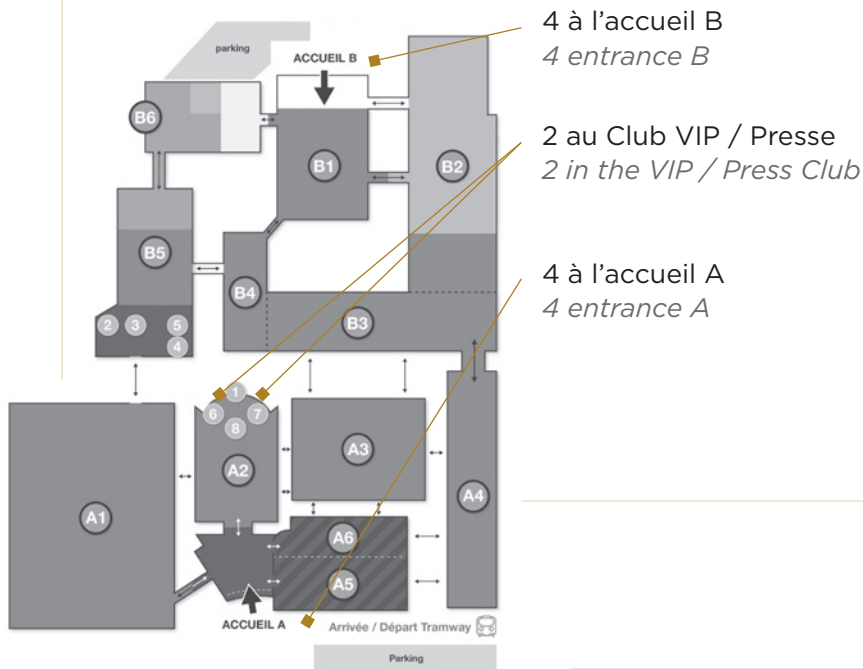 4 à l’accueil B
4 entrance B
parking
ACCUEIL B
B6
B1
B2
2 au Club VIP / Presse
2 in the VIP / Press Club
B5
B4
4 à l’accueil A
4 entrance A
B3
2
3
5
4
1
6
7
8
A2
A3
A4
A1
A6
A5
ACCUEIL A
Arrivée / Départ Tramway
Parking